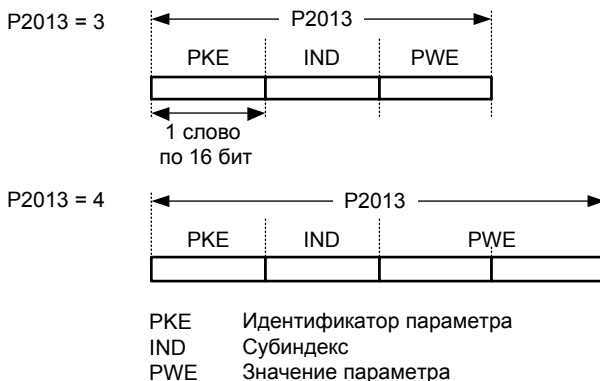 P2013 = 3
P2013
PKE IND PWE
1 слово
по 16 бит
P2013 = 4
P2013
PKE IND PWE
PKE Идентификатор параметра
IND Субиндекс
PWE Значение параметра